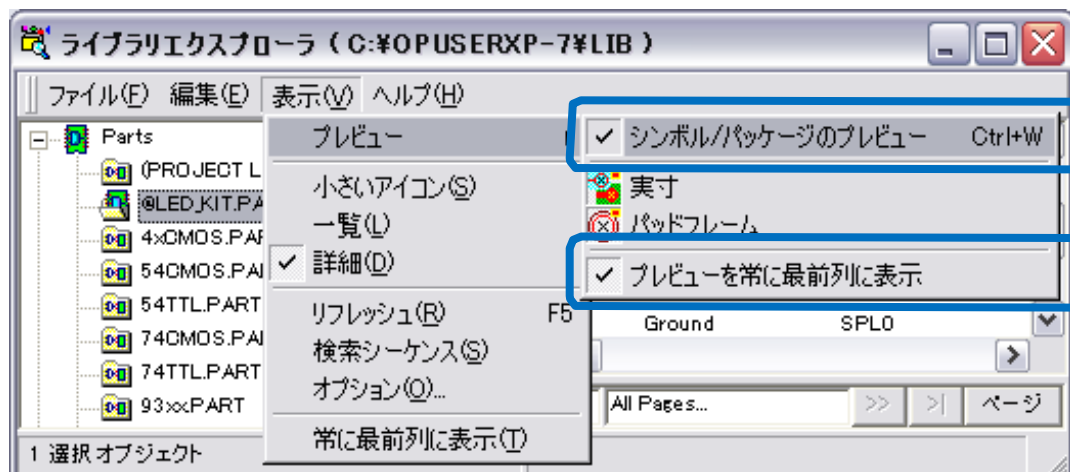 ライブラリエクスプローラ ( C:¥OPUSERXP-7¥LIB )
ファイル(F) 編集(E) 表示(V) ヘルプ(H)
Parts
(PROJECT L
@LED_KIT.PA
4xCMOS.PAR
54CMOS.PA
54TTL.PART
74CMOS.PA
74TTL.PART
93xx.PART
プレビュー
小さいアイコン(S)
一覧(L)
詳細(D)
リフレッシュ(R) F5
検索シーケンス(S)
オプション(O)...
常に最前列に表示(T)
シンボル/パッケージのプレビュー Ctrl+W
実寸
パッドフレーム
プレビューを常に最前列に表示
Ground SPL0
All Pages... >> >| ページ
1 選択オブジェクト